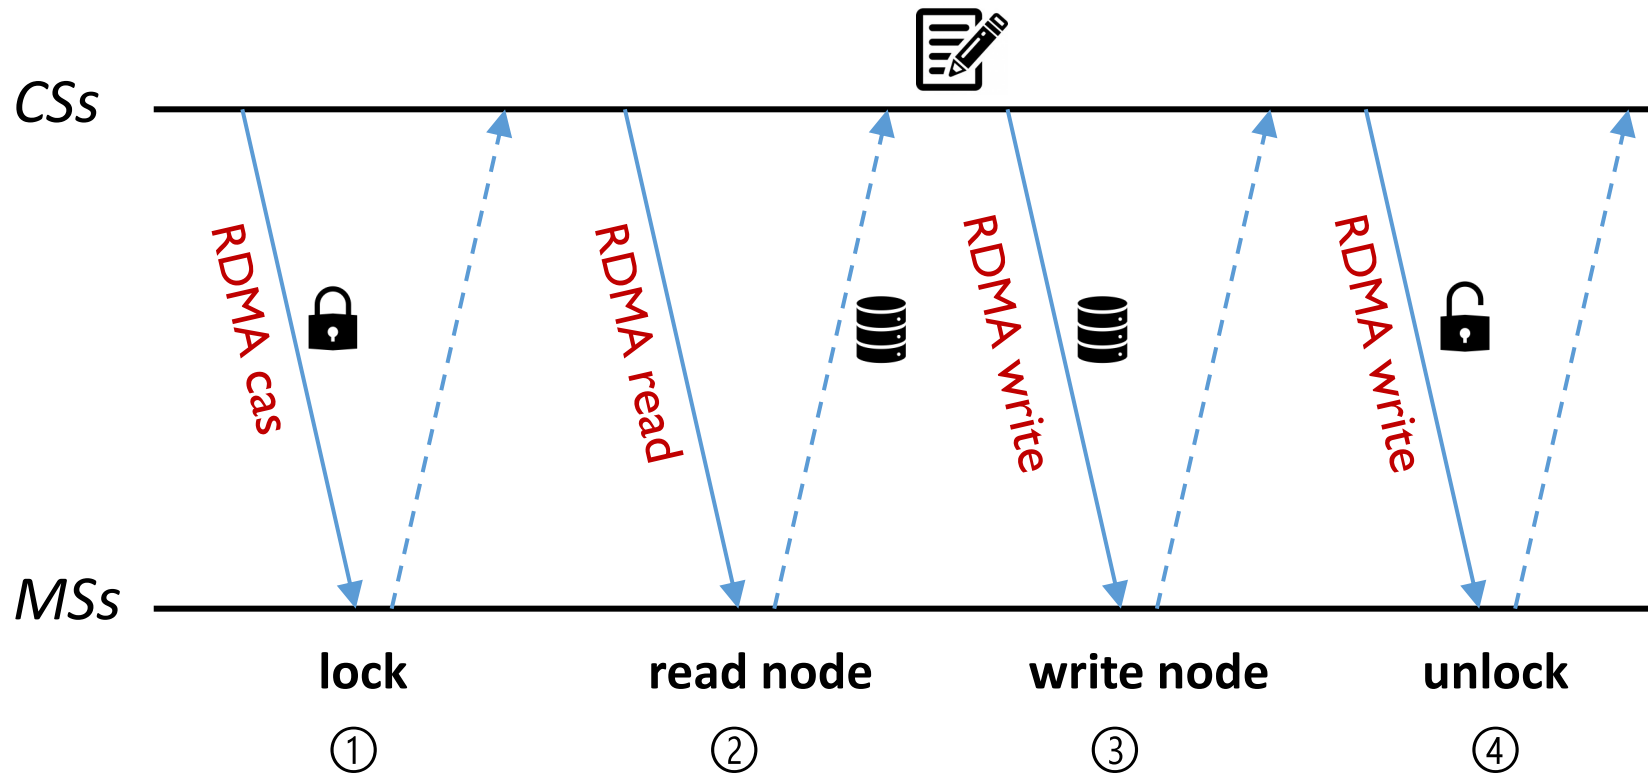 CSs
RDMA cas
RDMA read
RDMA write
RDMA write
MSs
lock
read node
write node
unlock
①
②
③
④